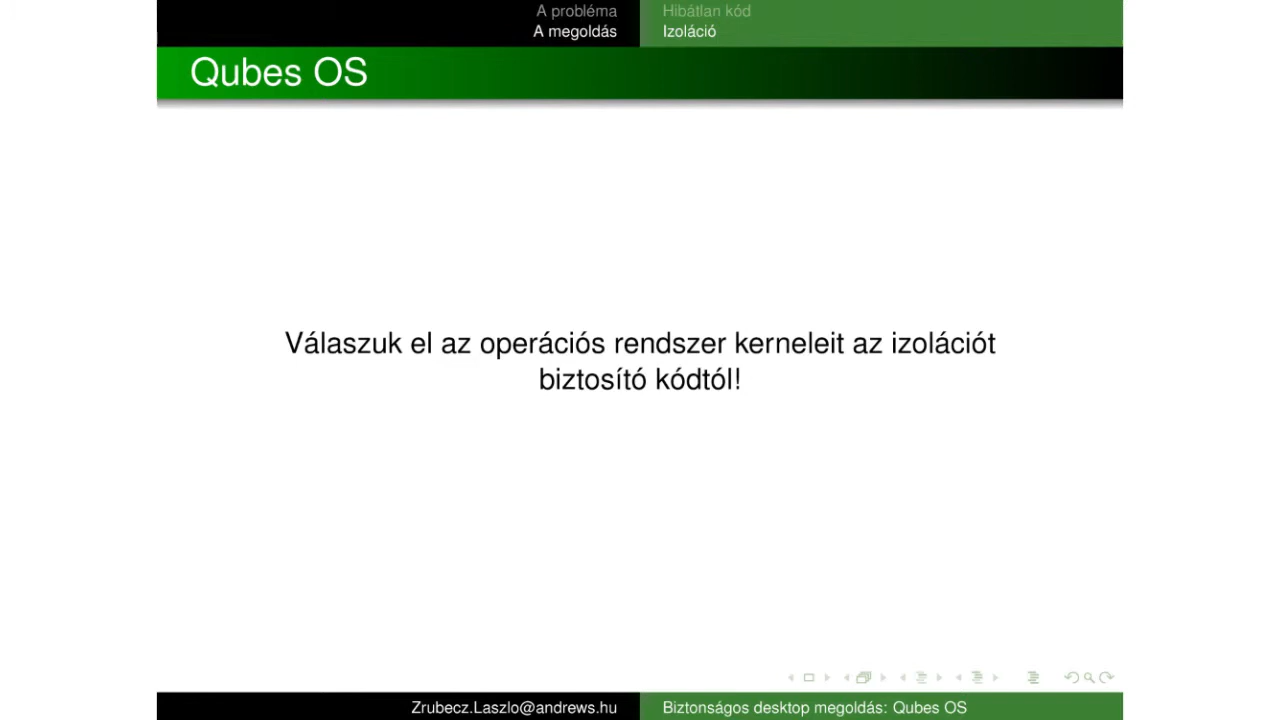 A probléma
A megoldás
Hibátlan kód
Izoláció
Qubes OS
Válaszuk el az operációs rendszer kerneleit az izolációt
biztosító kódtól!
Zrubecz.Laszlo@andrews.hu
Biztonságos desktop megoldás: Qubes OS